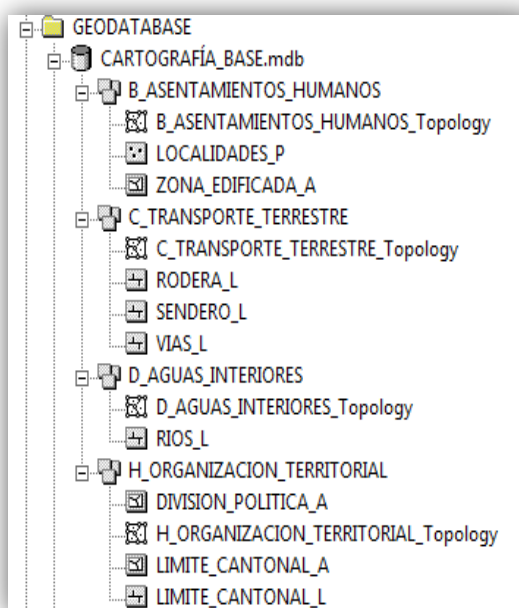 GEODATABASE
CARTOGRAFÍA_BASE.mdb
B_ASENTAMIENTOS_HUMANOS
B_ASENTAMIENTOS_HUMANOS_Topology
LOCALIDADES_P
ZONA_EDIFICADA_A
C_TRANSPORTE_TERRESTRE
C_TRANSPORTE_TERRESTRE_Topology
RODERA_L
SENDERO_L
VIAS_L
D_AGUAS_INTERIORES
D_AGUAS_INTERIORES_Topology
RIOS_L
H_ORGANIZACION_TERRITORIAL
DIVISION_POLITICA_A
H_ORGANIZACION_TERRITORIAL_Topology
LIMITE_CANTONAL_A
LIMITE_CANTONAL_L